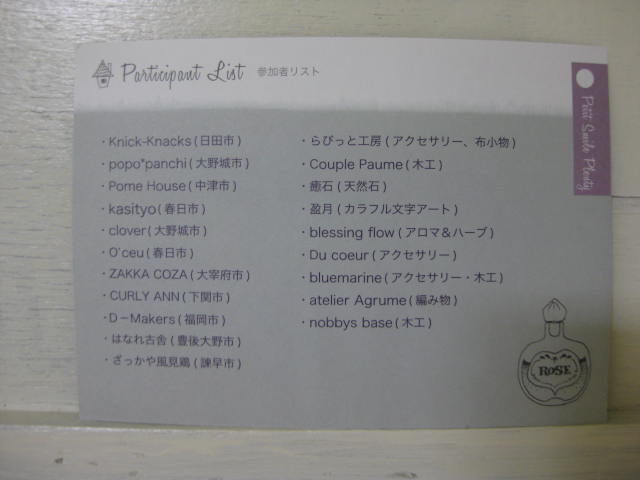 Participant List 参加者リスト
Petit Smile Plenty
・Knick-Knacks(日田市)
・popo*panchi(大野城市)
・Pome House(中津市)
・kasityo(春日市)
・clover(大野城市)
・O'ceu(春日市)
・ZAKKA COZA(大宰府市)
・CURLY ANN(下関市)
・D－Makers(福岡市)
・はなれ古舎(豊後大野市)
・ざっかや風見鶏(諫早市)
・らぴっと工房(アクセサリー、布小物)
・Couple Paume(木工)
・癒石(天然石)
・盈月(カラフル文字アート)
・blessing flow(アロマ＆ハーブ)
・Du coeur(アクセサリー)
・bluemarine(アクセサリー・木工)
・atelier Agrume(編み物)
・nobbys base(木工)
ROSE